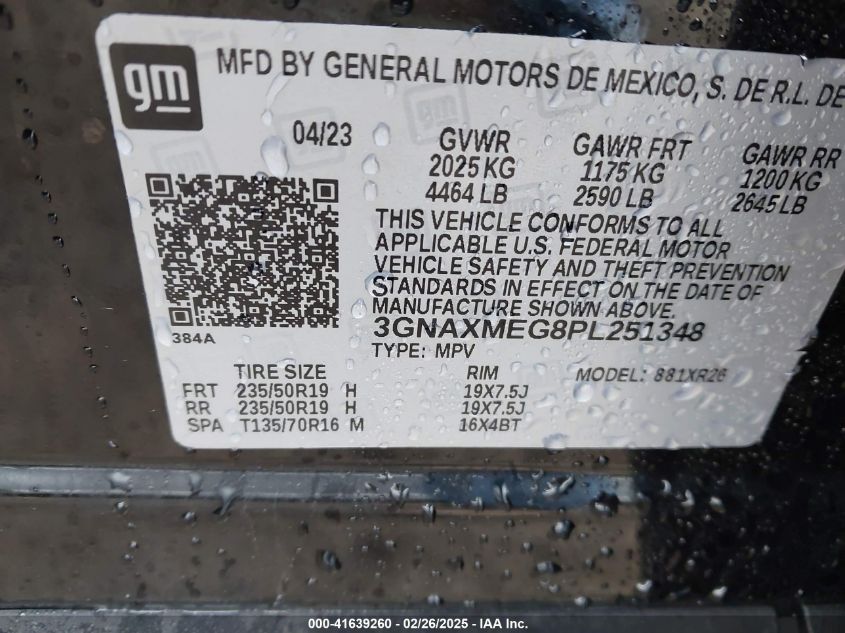 gm
MFD BY GENERAL MOTORS DE MEXICO, S. DE R.L. DE
04/23
GVWR GAWR FRT GAWR RR
2025 KG 1175 KG 1200 KG
4464 LB 2590 LB 2645 LB
THIS VEHICLE CONFORMS TO ALL
APPLICABLE U.S. FEDERAL MOTOR
VEHICLE SAFETY AND THEFT PREVENTION
STANDARDS IN EFFECT ON THE DATE OF
MANUFACTURE SHOWN ABOVE.
3GNAXMEG8PL251348
384A
TYPE: MPV
TIRE SIZE RIM MODEL: 881XR26
FRT 235/50R19 H 19X7.5J
RR 235/50R19 H 19X7.5J
SPA T135/70R16 M 16X4BT
000-41639260 - 02/26/2025 - IAA Inc.